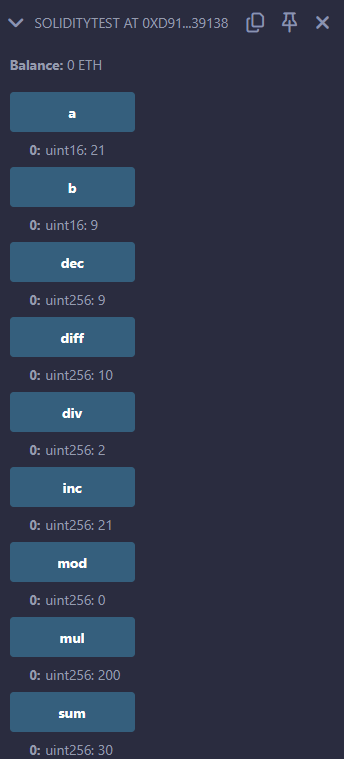 SOLIDITYTEST AT 0XD91...39138
Balance: 0 ETH
a
0: uint16: 21
b
0: uint16: 9
dec
0: uint256: 9
diff
0: uint256: 10
div
0: uint256: 2
inc
0: uint256: 21
mod
0: uint256: 0
mul
0: uint256: 200
sum
0: uint256: 30